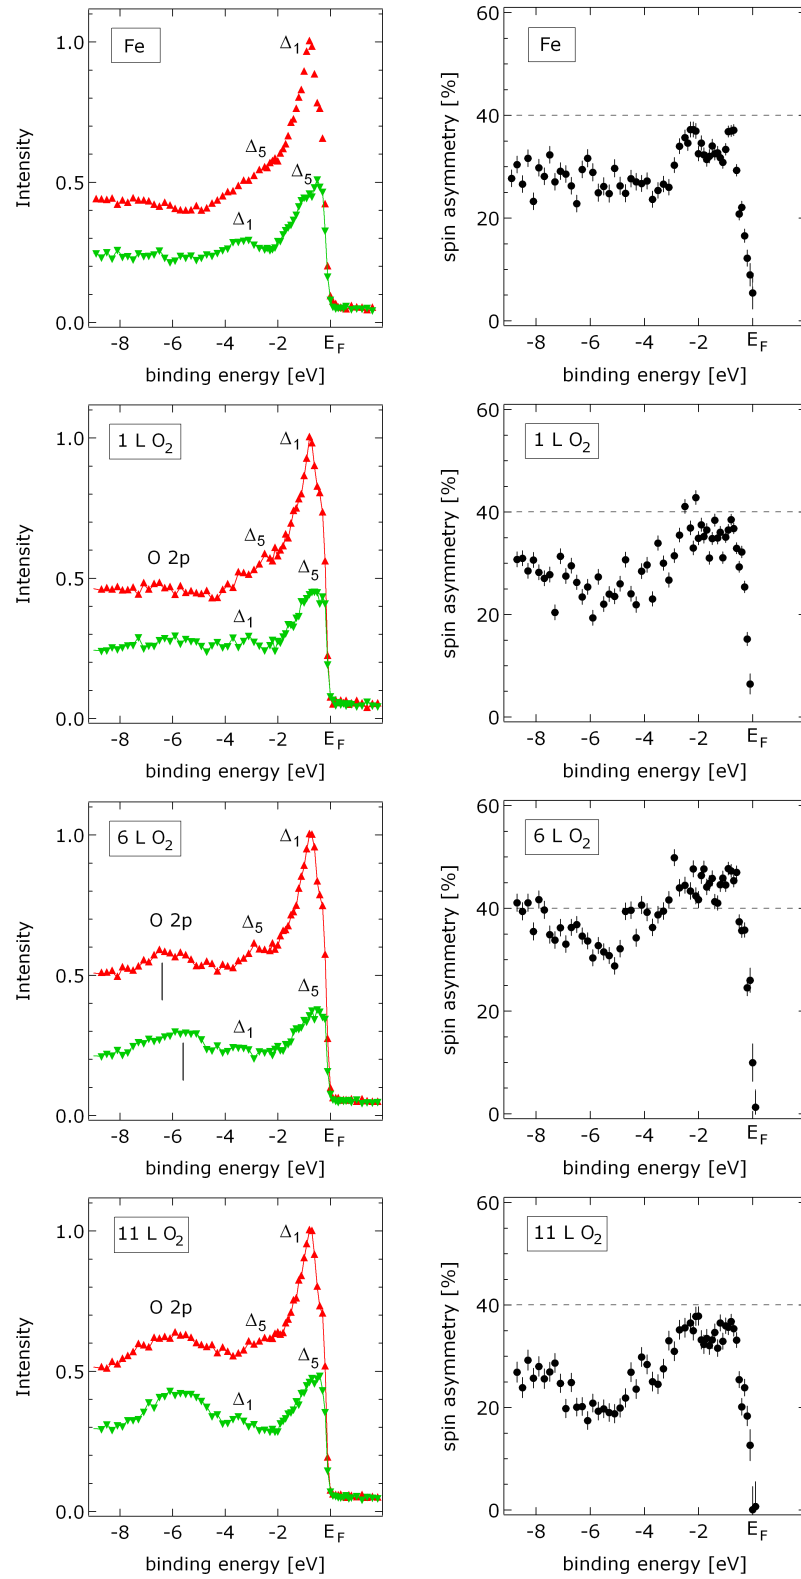 Fe
Δ1
Δ5
Δ5
Δ1
Intensity
1.0
0.5
0.0
-8 -6 -4 -2 EF
binding energy [eV]
Fe
spin asymmetry [%]
60
40
20
0
-8 -6 -4 -2 EF
binding energy [eV]
1 L O2
Δ1
Δ5
O 2p
Δ5
Δ1
Intensity
1.0
0.5
0.0
-8 -6 -4 -2 EF
binding energy [eV]
1 L O2
spin asymmetry [%]
60
40
20
0
-8 -6 -4 -2 EF
binding energy [eV]
6 L O2
Δ1
O 2p
Δ5
Δ5
Δ1
Intensity
1.0
0.5
0.0
-8 -6 -4 -2 EF
binding energy [eV]
6 L O2
spin asymmetry [%]
60
40
20
0
-8 -6 -4 -2 EF
binding energy [eV]
11 L O2
Δ1
O 2p
Δ5
Δ5
Δ1
Intensity
1.0
0.5
0.0
-8 -6 -4 -2 EF
binding energy [eV]
11 L O2
spin asymmetry [%]
60
40
20
0
-8 -6 -4 -2 EF
binding energy [eV]